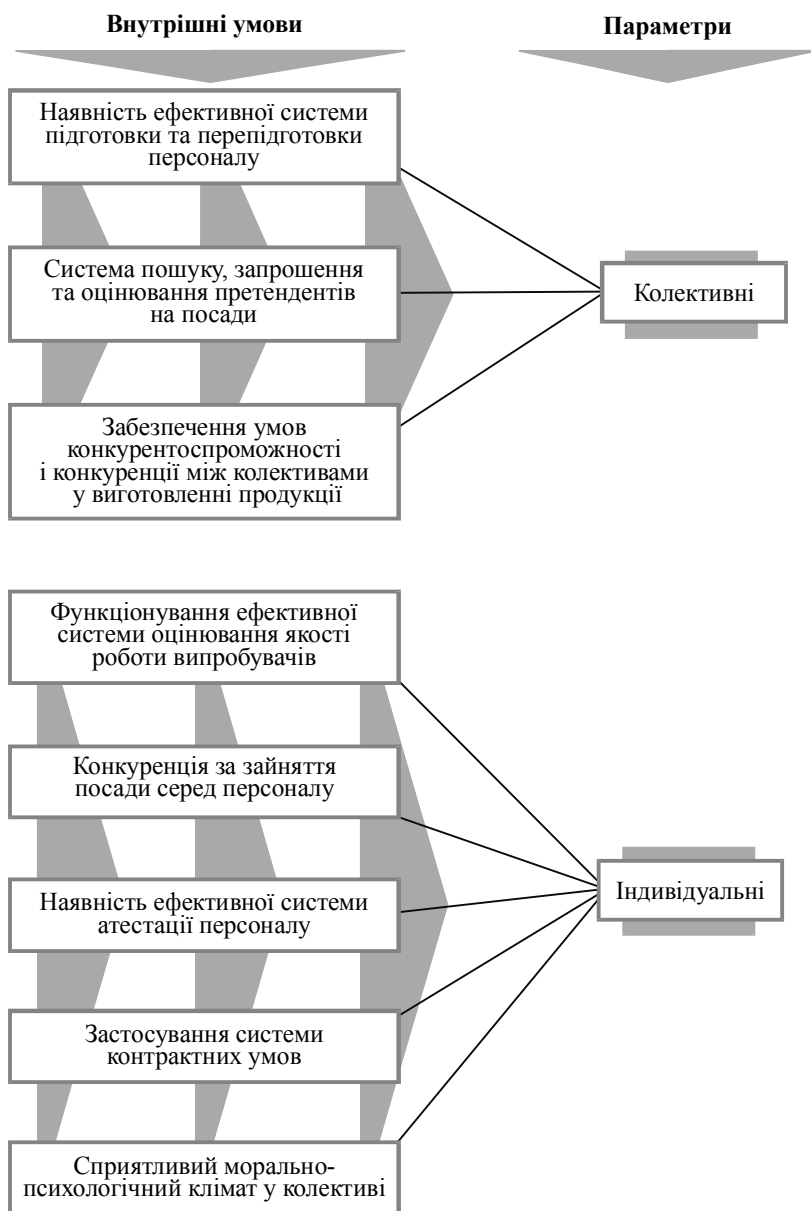 Внутрішні умови
Параметри
Наявність ефективної системи
підготовки та перепідготовки
персоналу
Система пошуку, запрошення
та оцінювання претендентів
на посади
Колективні
Забезпечення умов
конкурентоспроможності
і конкуренції між колективами
у виготовленні продукції
Функціонування ефективної
системи оцінювання якості
роботи випробувачів
Конкуренція за зайняття
посади серед персоналу
Наявність ефективної системи
атестації персоналу
Індивідуальні
Застосування системи
контрактних умов
Сприятливий морально-
психологічний клімат у колективі